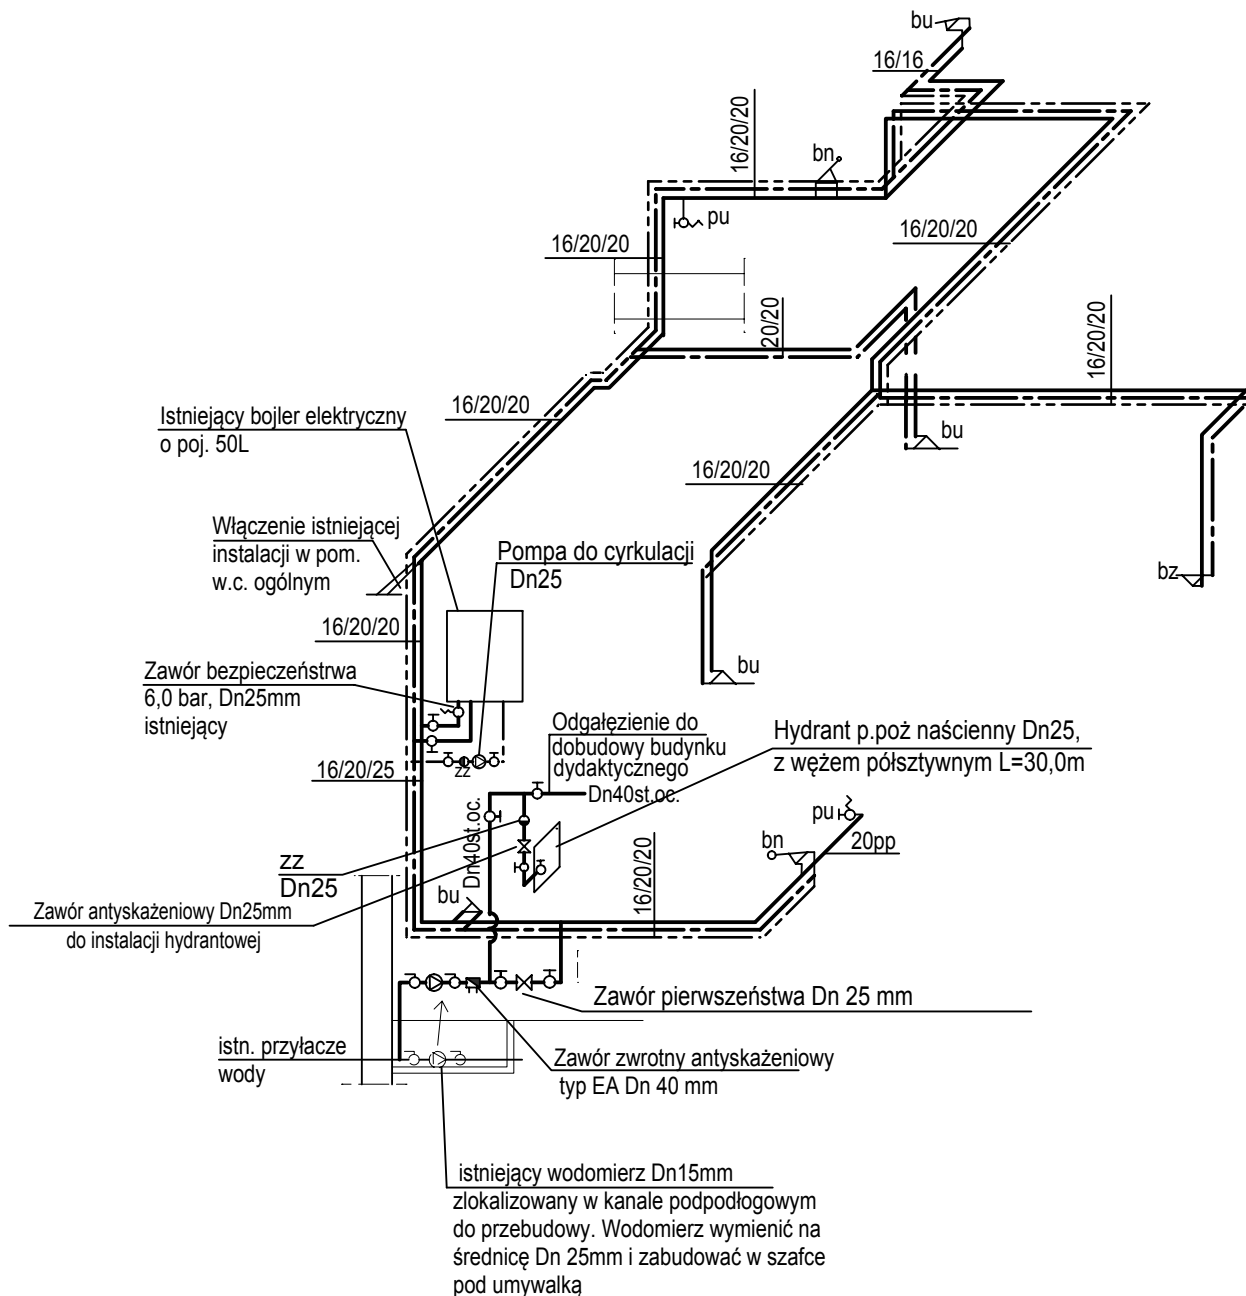 bu
16/16
16/20/20
bn
pu
16/20/20
16/20/20
20/20
16/20/20
16/20/20
Istniejący bojler elektryczny
o poj. 50L
bu
16/20/20
Włączenie istniejącej
instalacji w pom.
w.c. ogólnym
Pompa do cyrkulacji
Dn25
bz
16/20/20
bu
Zawór bezpieczeństrwa
6,0 bar, Dn25mm
istniejący
Odgałęzienie do
dobudowy budynku
dydaktycznego
Dn40st.oc.
Hydrant p.poż naścienny Dn25,
z wężem półsztywnym L=30,0m
zz
16/20/25
Dn40st.oc.
pu
bn
20pp
zz
Dn25
16/20/20
bu
Zawór antyskażeniowy Dn25mm
do instalacji hydrantowej
Zawór pierwszeństwa Dn 25 mm
istn. przyłacze
wody
Zawór zwrotny antyskażeniowy
typ EA Dn 40 mm
istniejący wodomierz Dn15mm
zlokalizowany w kanale podpodłogowym
do przebudowy. Wodomierz wymienić na
średnicę Dn 25mm i zabudować w szafce
pod umywalką